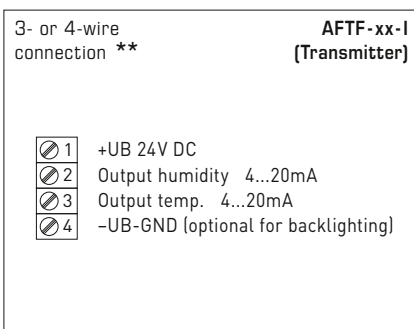 3- or 4-wire AFTF-xx-I
connection ** (Transmitter)
1 +UB 24V DC
2 Output humidity 4...20mA
3 Output temp. 4...20mA
4 –UB-GND (optional for backlighting)